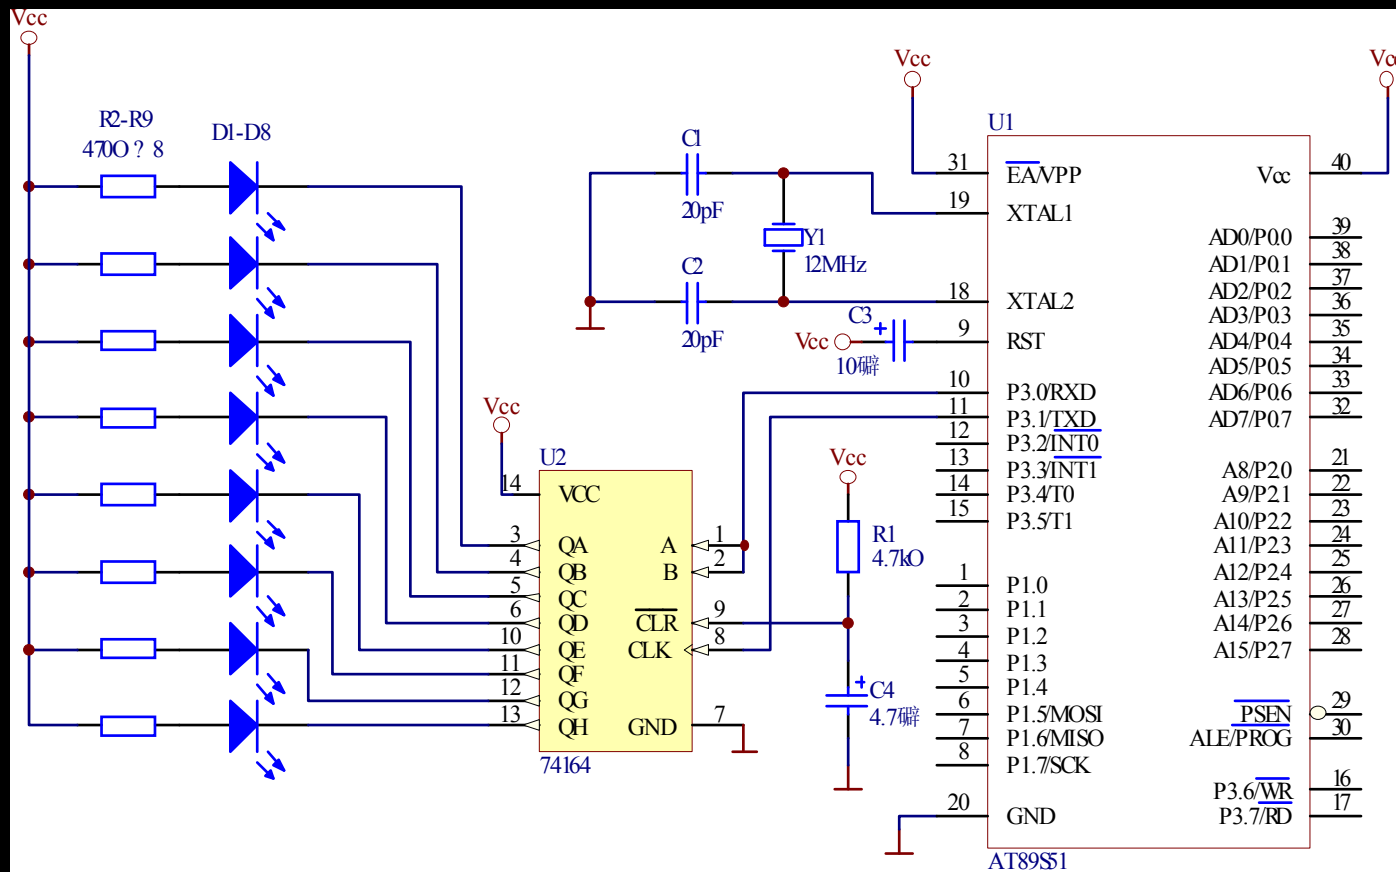 Vcc
R2-R9
470O ? 8
D1-D8
C1
20pF
C2
20pF
Y1
12MHz
C3
Vcc
10礔
Vcc
Vcc
U1
31 EA/VPP
19 XTAL1
18 XTAL2
9 RST
10 P3.0/RXD
11 P3.1/TXD
12 P3.2/INT0
13 P3.3/INT1
14 P3.4/T0
15 P3.5/T1
1 P1.0
2 P1.1
3 P1.2
4 P1.3
5 P1.4
6 P1.5/MOSI
7 P1.6/MISO
8 P1.7/SCK
20 GND
Vcc 40
AD0/P0.0 39
AD1/P0.1 38
AD2/P0.2 37
AD3/P0.3 36
AD4/P0.4 35
AD5/P0.5 34
AD6/P0.6 33
AD7/P0.7 32
A8/P2.0 21
A9/P2.1 22
A10/P2.2 23
A11/P2.3 24
A12/P2.4 25
A13/P2.5 26
A14/P2.6 27
A15/P2.7 28
PSEN 29
ALE/PROG 30
P3.6/WR 16
P3.7/RD 17
AT89S51
Vcc
U2
14 VCC
3 QA
4 QB
5 QC
6 QD
10 QE
11 QF
12 QG
13 QH
A 1
B 2
CLR 9
CLK 8
GND 7
74164
Vcc
R1
4.7kO
C4
4.7礔